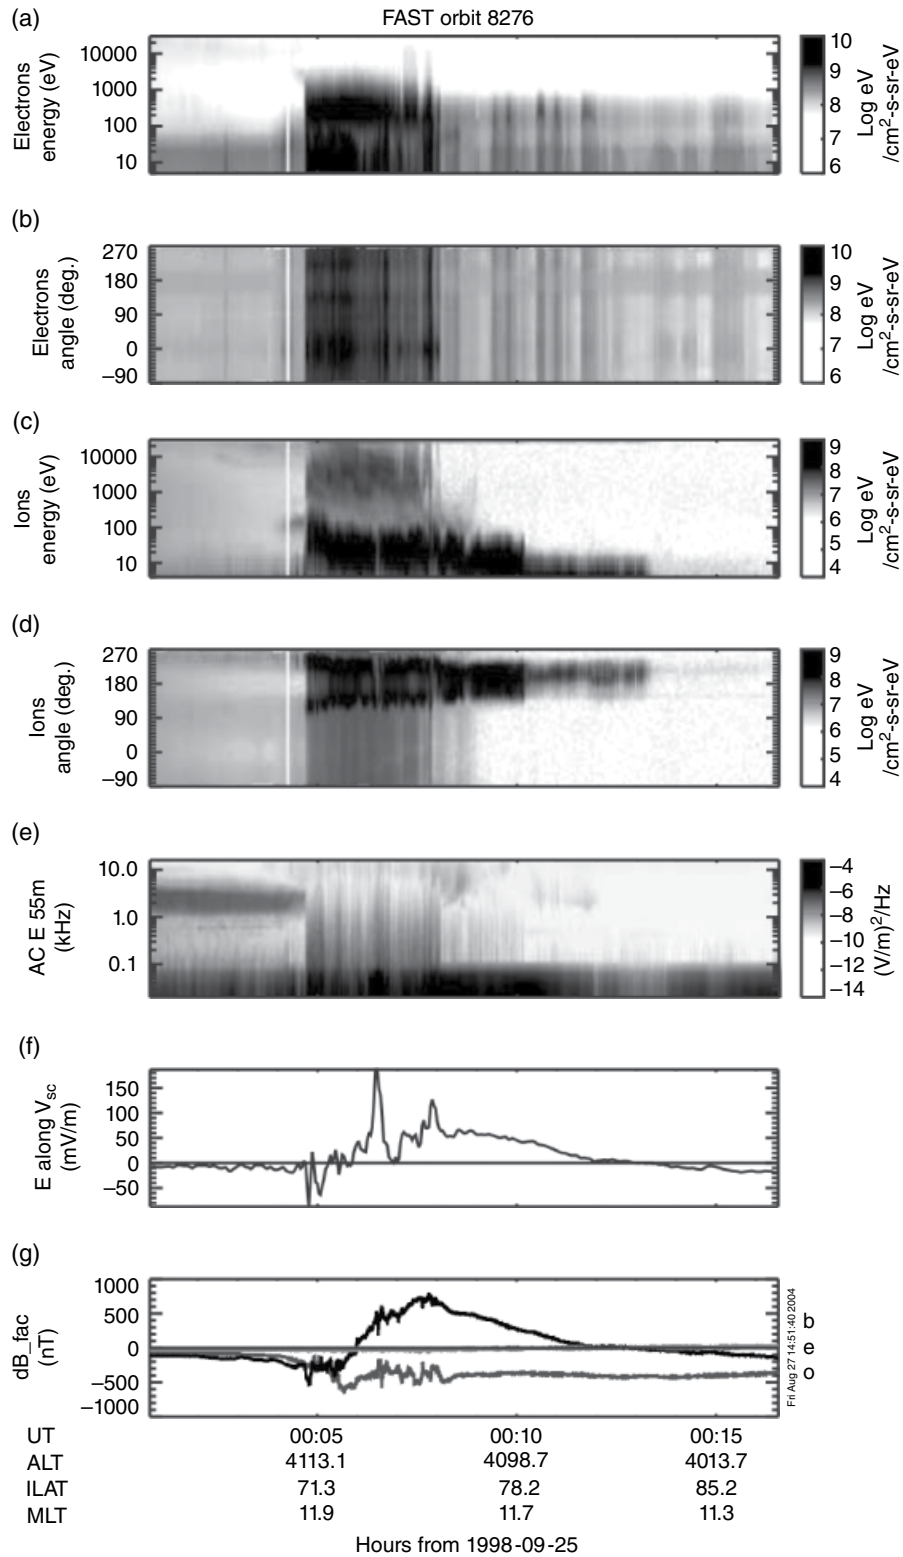 FAST orbit 8276
(a)
Electrons
energy (eV)
10000
1000
100
10
10
9
8
7
6
Log eV
/cm2-s-sr-eV
(b)
Electrons
angle (deg.)
270
180
90
0
–90
10
9
8
7
6
Log eV
/cm2-s-sr-eV
(c)
Ions
energy (eV)
10000
1000
100
10
9
8
7
6
5
4
Log eV
/cm2-s-sr-eV
(d)
Ions
angle (deg.)
270
180
90
0
–90
9
8
7
6
5
4
Log eV
/cm2-s-sr-eV
(e)
AC E 55m
(kHz)
10.0
1.0
0.1
–4
–6
–8
–10
–12
–14
(V/m)2/Hz
(f)
E along Vsc
(mV/m)
150
100
50
0
–50
(g)
dB_fac
(nT)
1000
500
0
–500
–1000
b
e
o
Fri Aug 27 14:51:40 2004
UT 00:05 00:10 00:15
ALT 4113.1 4098.7 4013.7
ILAT 71.3 78.2 85.2
MLT 11.9 11.7 11.3
Hours from 1998-09-25